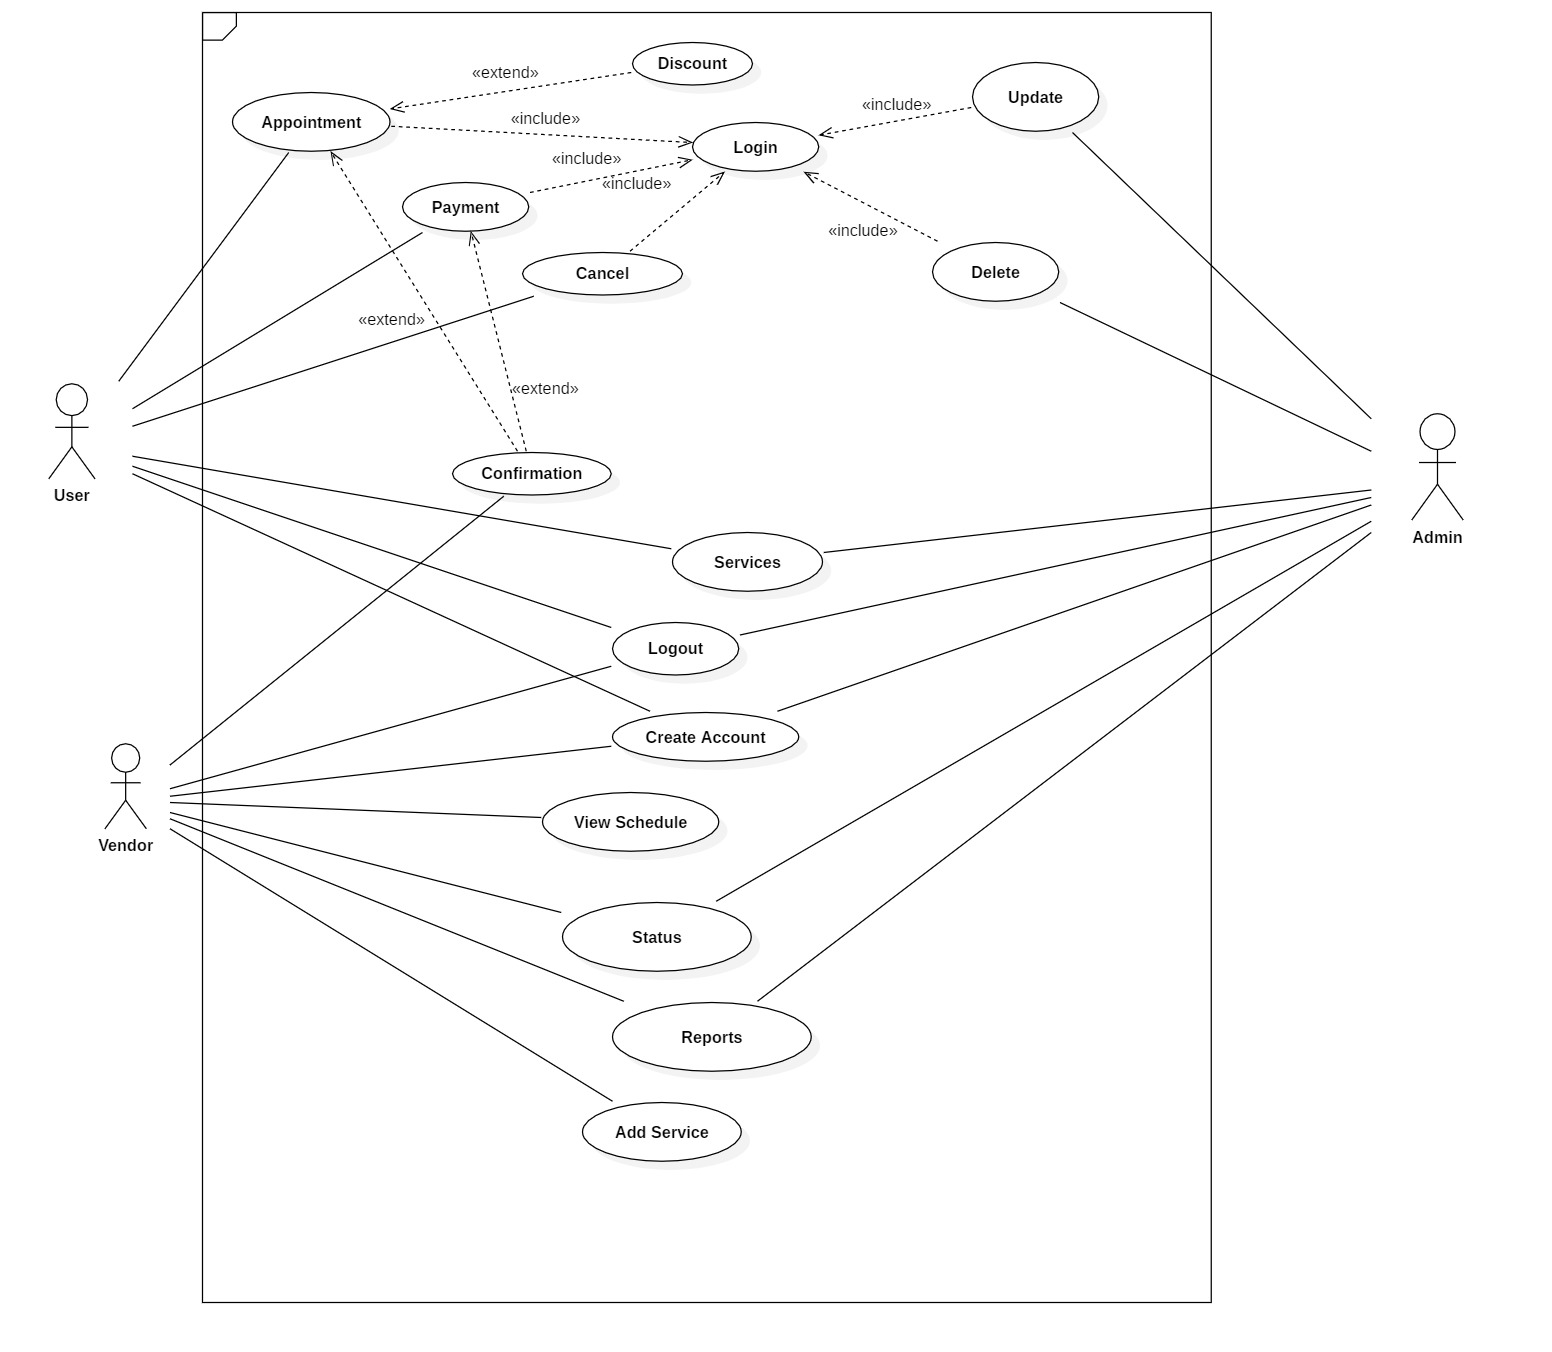 Discount
«extend»
Update
«include»
Appointment
«include»
Login
«include»
«include»
Payment
«include»
Cancel
Delete
«extend»
«extend»
Confirmation
User
Admin
Services
Logout
Create Account
View Schedule
Vendor
Status
Reports
Add Service